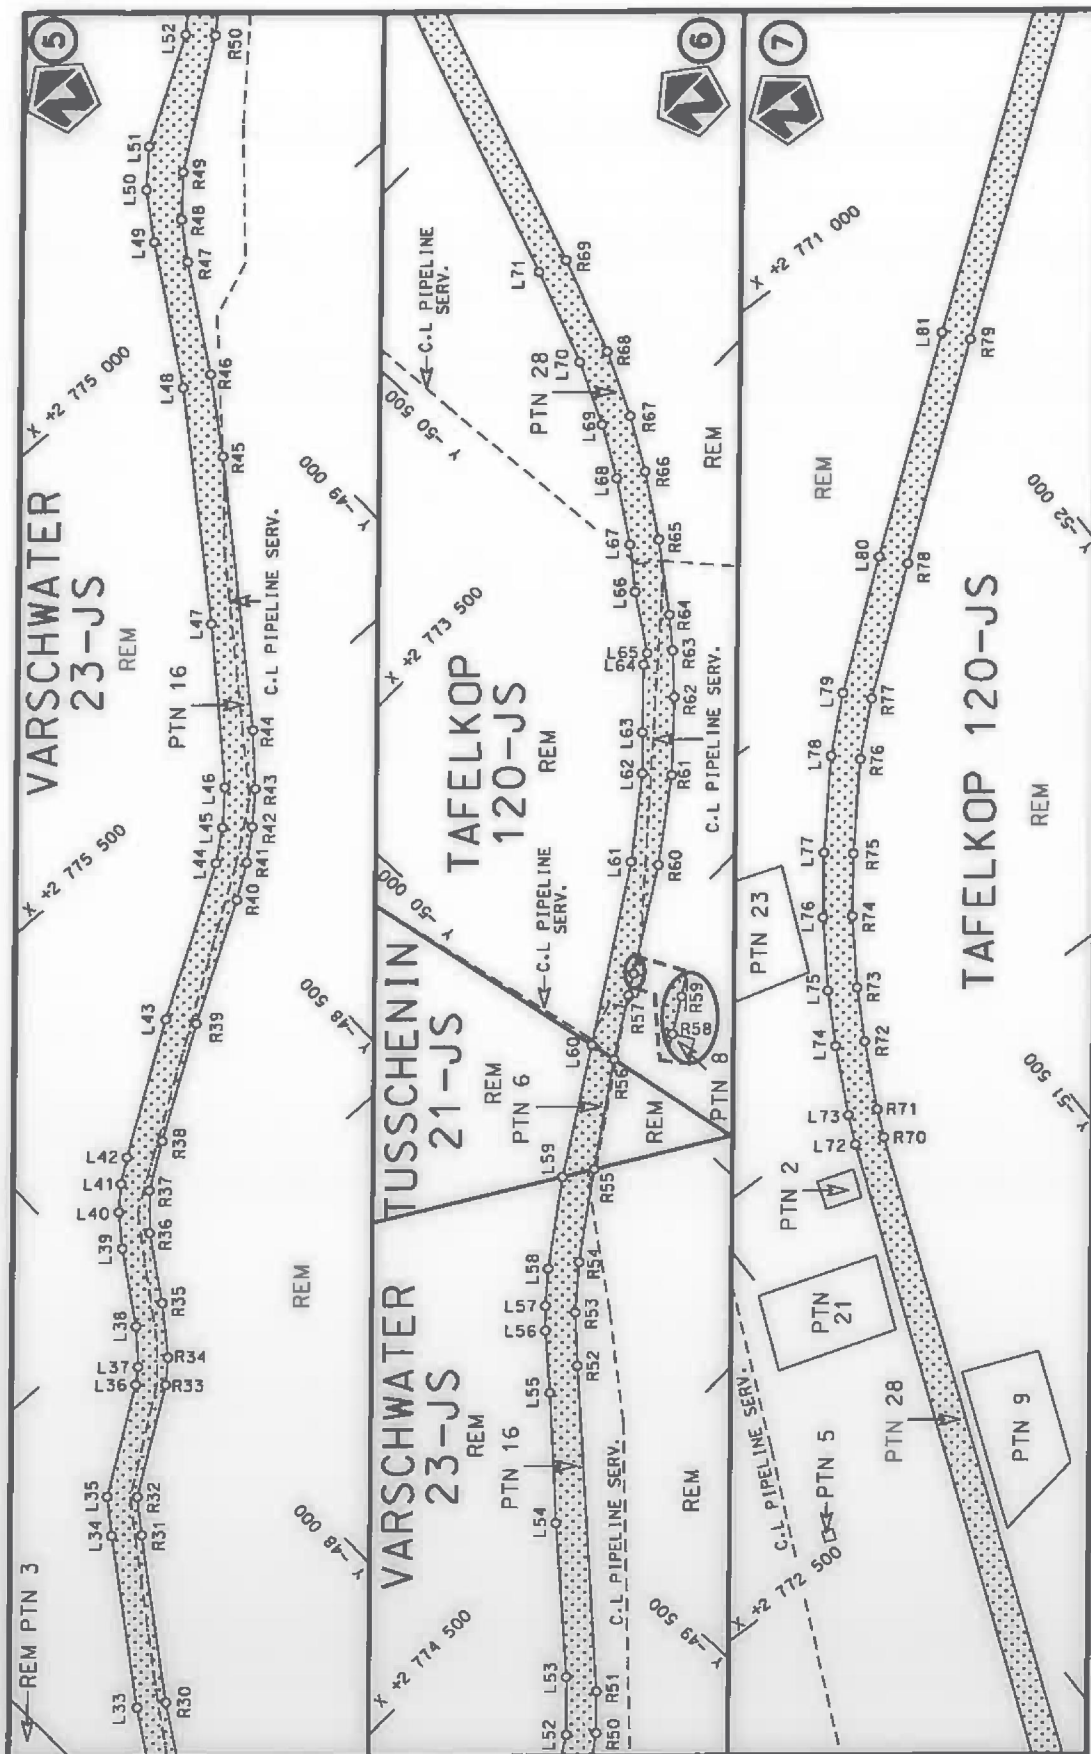 5
← REM PTN 3
VARSCHWATER
23-JS
REM
PTN 16
C.L PIPELINE SERV.
REM
X +2 775 500
X +2 775 000
Y -48 000
Y -48 500
Y -49 000
L33
L34
L35
L36
L37
L38
L39
L40
L41
L42
L43
L44
L45
L46
L47
L48
L49
L50
L51
L52
R30
R31
R32
R33
R34
R35
R36
R37
R38
R39
R40
R41
R42
R43
R44
R45
R46
R47
R48
R49
R50
6
VARSCHWATER
23-JS
REM
PTN 16
C.L PIPELINE SERV.
REM
TUSSCHENIN
21-JS
REM
PTN 6
REM
PTN 8
C.L PIPELINE
SERV.
TAFELKOP
120-JS
REM
C.L PIPELINE SERV.
PTN 28
C.L PIPELINE
SERV.
REM
X +2 774 500
X +2 773 500
Y -49 500
Y -50 000
Y -50 500
L52
L53
L54
L55
L56
L57
L58
L59
L60
L61
L62
L63
L64
L65
L66
L67
L68
L69
L70
L71
R50
R51
R52
R53
R54
R55
R56
R57
R58
R59
R60
R61
R62
R63
R64
R65
R66
R67
R68
R69
7
X +2 772 500
X +2 771 000
Y -51 500
Y -52 000
C.L PIPELINE SERV.
PTN 5
PTN 28
PTN 9
PTN
21
PTN 2
PTN 23
TAFELKOP 120-JS
REM
REM
L72
L73
L74
L75
L76
L77
L78
L79
L80
L81
R70
R71
R72
R73
R74
R75
R76
R77
R78
R79